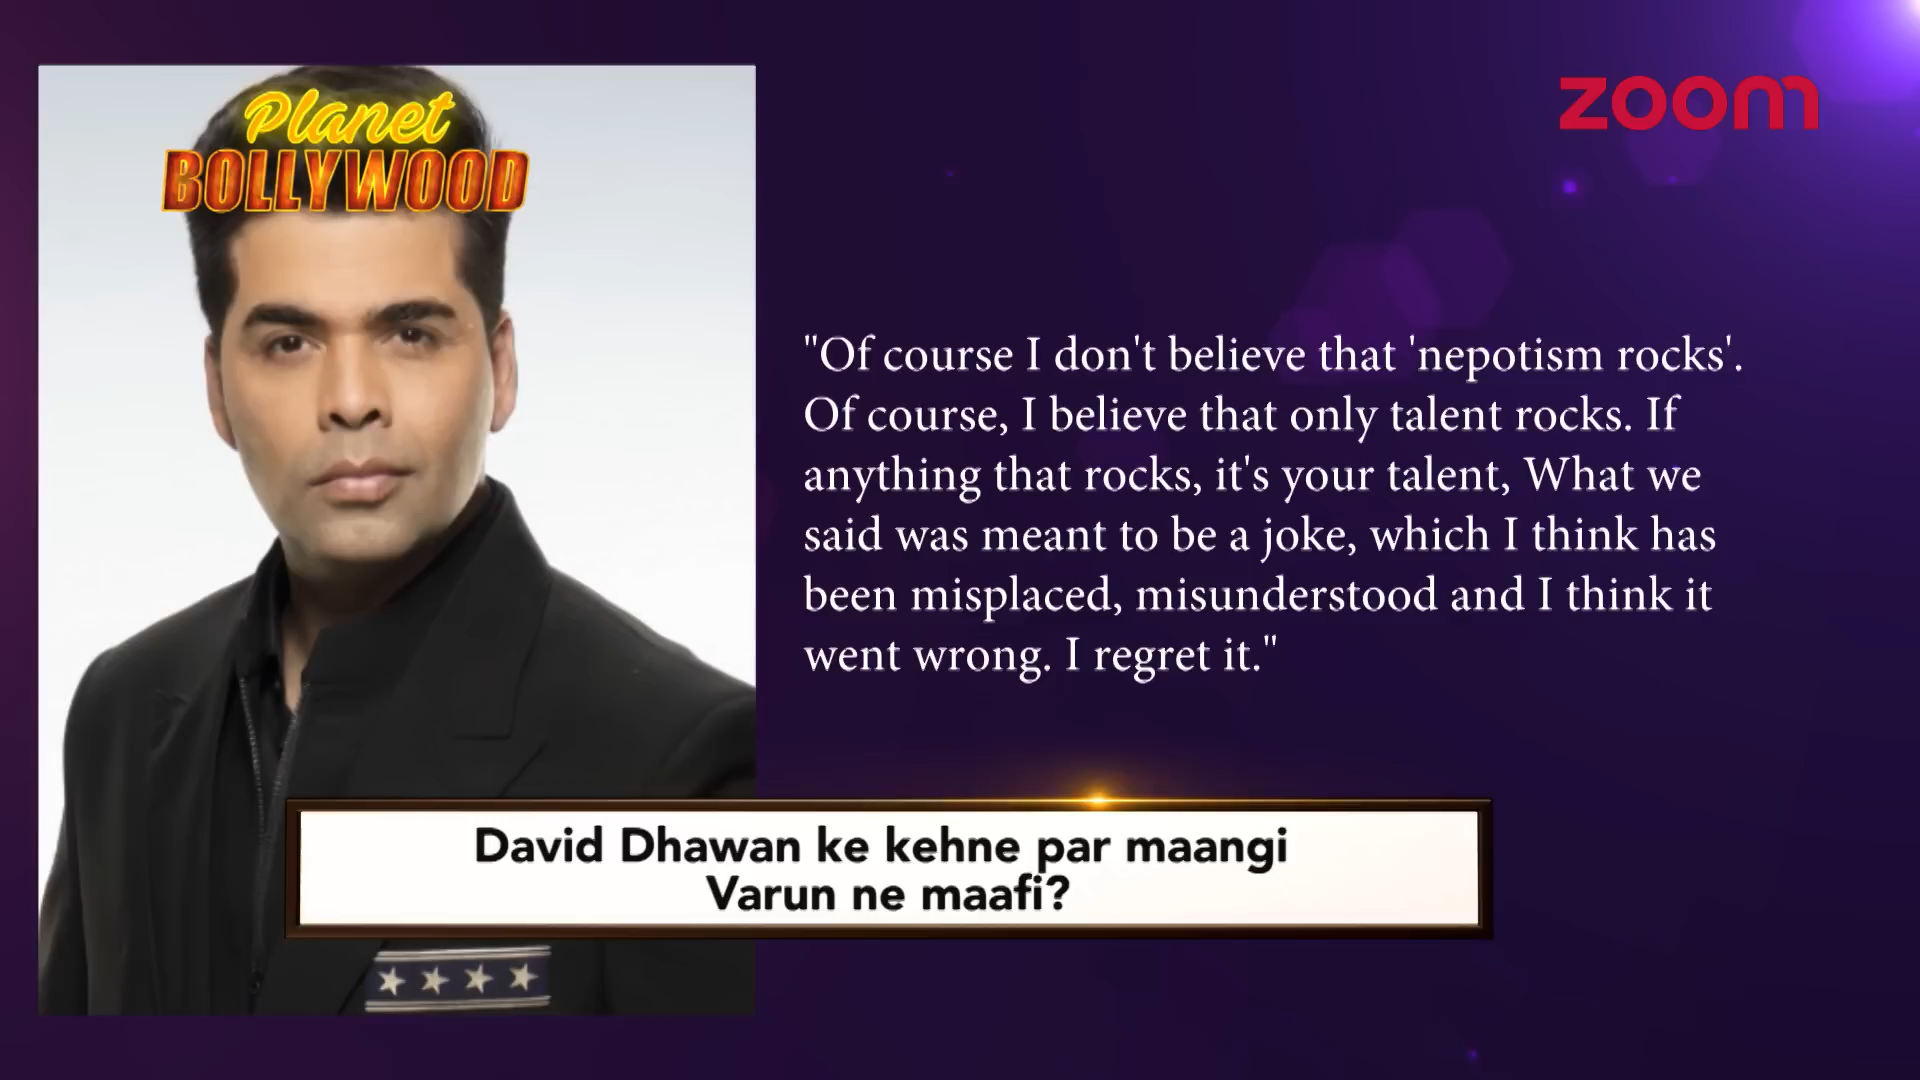 Planet
BOLLYWOOD
zoom
"Of course I don't believe that 'nepotism rocks'.
Of course, I believe that only talent rocks. If
anything that rocks, it's your talent, What we
said was meant to be a joke, which I think has
been misplaced, misunderstood and I think it
went wrong. I regret it."
David Dhawan ke kehne par maangi
Varun ne maafi?